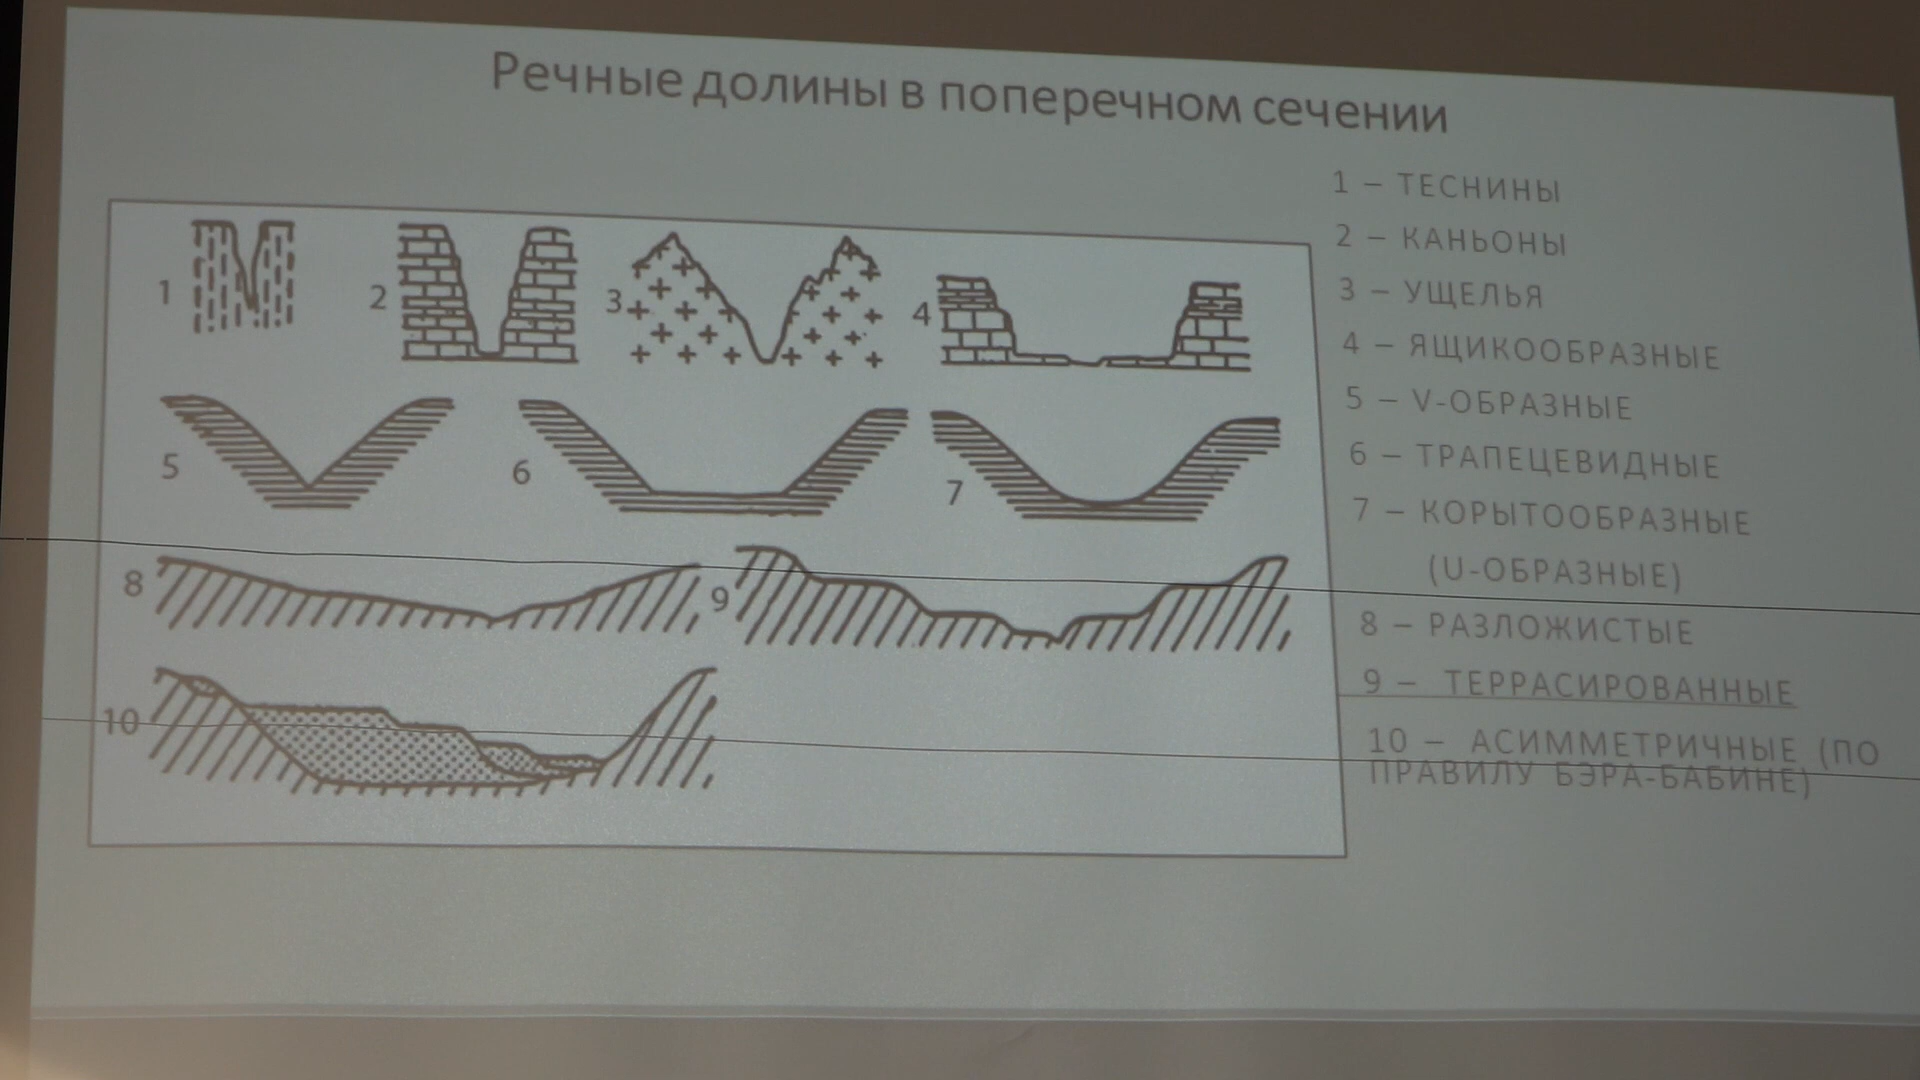 Речные долины в поперечном сечении
1 – ТЕСНИНЫ
2 – КАНЬОНЫ
3 – УЩЕЛЬЯ
4 – ЯЩИКООБРАЗНЫЕ
5 – V-ОБРАЗНЫЕ
6 – ТРАПЕЦЕВИДНЫЕ
7 – КОРЫТООБРАЗНЫЕ
(U-ОБРАЗНЫЕ)
8 – РАЗЛОЖИСТЫЕ
9 – ТЕРРАСИРОВАННЫЕ
10 – АСИММЕТРИЧНЫЕ (ПО
ПРАВИЛУ БЭРА-БАБИНЕ)
1 2 3 4
5 6 7
8 9
10